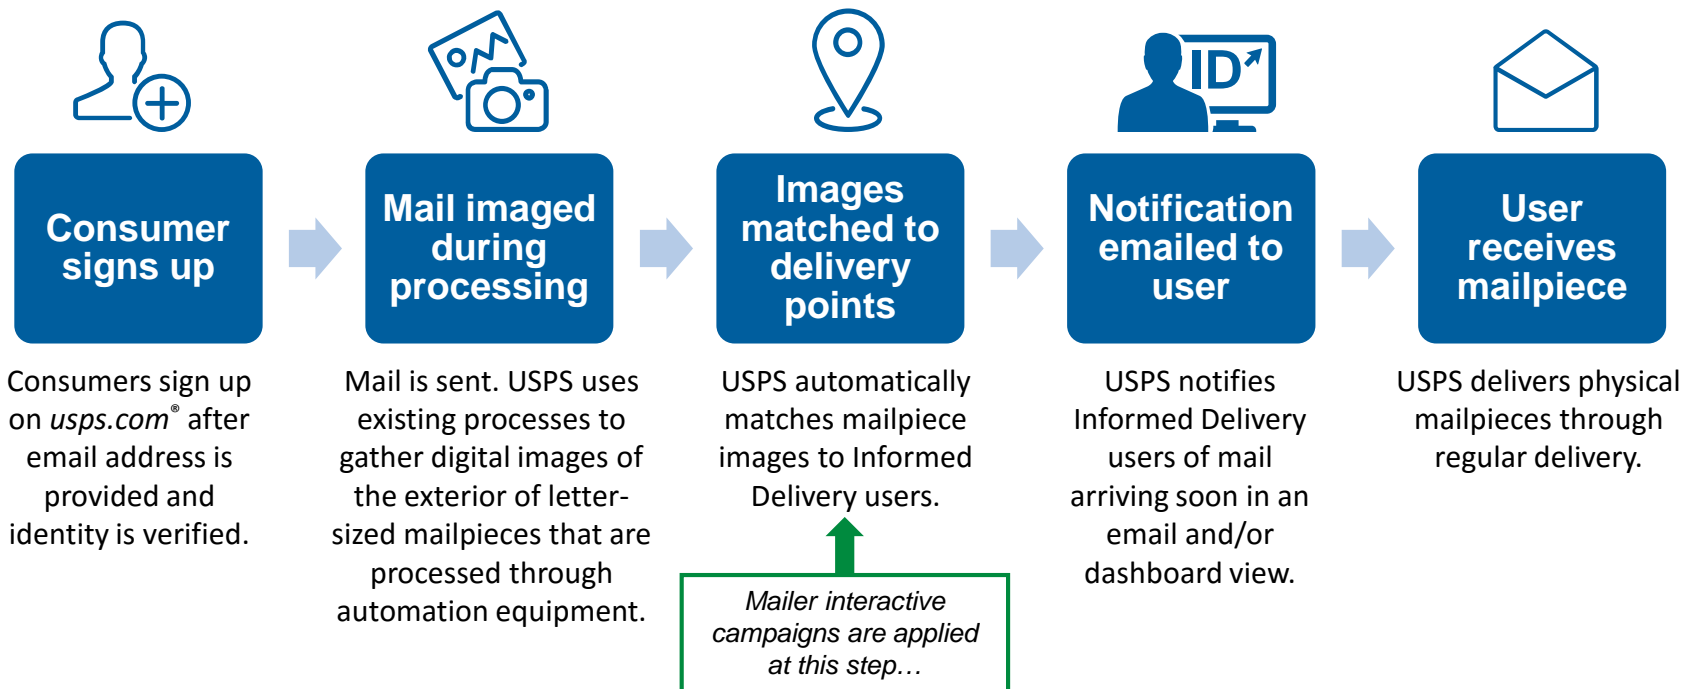 ID
Consumer
signs up
Mail imaged
during
processing
Images
matched to
delivery
points
Notification
emailed to
user
User
receives
mailpiece
Consumers sign up
on usps.com® after
email address is
provided and
identity is verified.
Mail is sent. USPS uses
existing processes to
gather digital images of
the exterior of letter-
sized mailpieces that are
processed through
automation equipment.
USPS automatically
matches mailpiece
images to Informed
Delivery users.
Mailer interactive
campaigns are applied
at this step…
USPS notifies
Informed Delivery
users of mail
arriving soon in an
email and/or
dashboard view.
USPS delivers physical
mailpieces through
regular delivery.